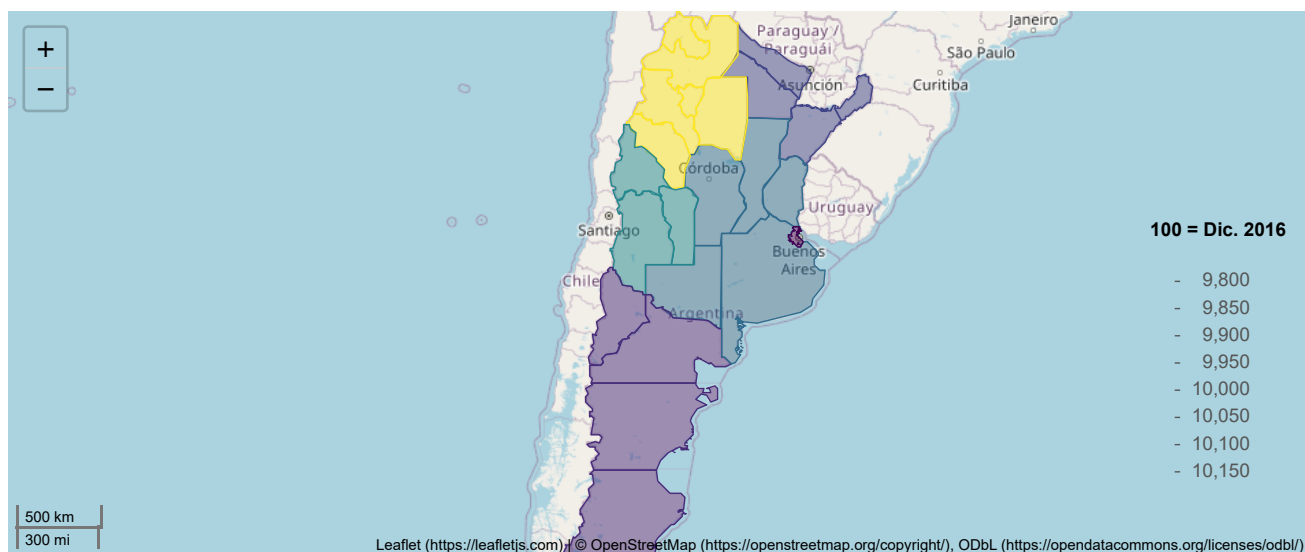 +
−
Janeiro
Paraguay /
Paraguái
São Paulo
Asunción
Curitiba
Córdoba
Uruguay
Santiago
100 = Dic. 2016
Buenos
Aires
Chile
Argentina
- 9,800
- 9,850
- 9,900
- 9,950
- 10,000
- 10,050
- 10,100
- 10,150
500 km
300 mi
Leaflet (https://leafletjs.com) | © OpenStreetMap (https://openstreetmap.org/copyright/), ODbL (https://opendatacommons.org/licenses/odbl/)